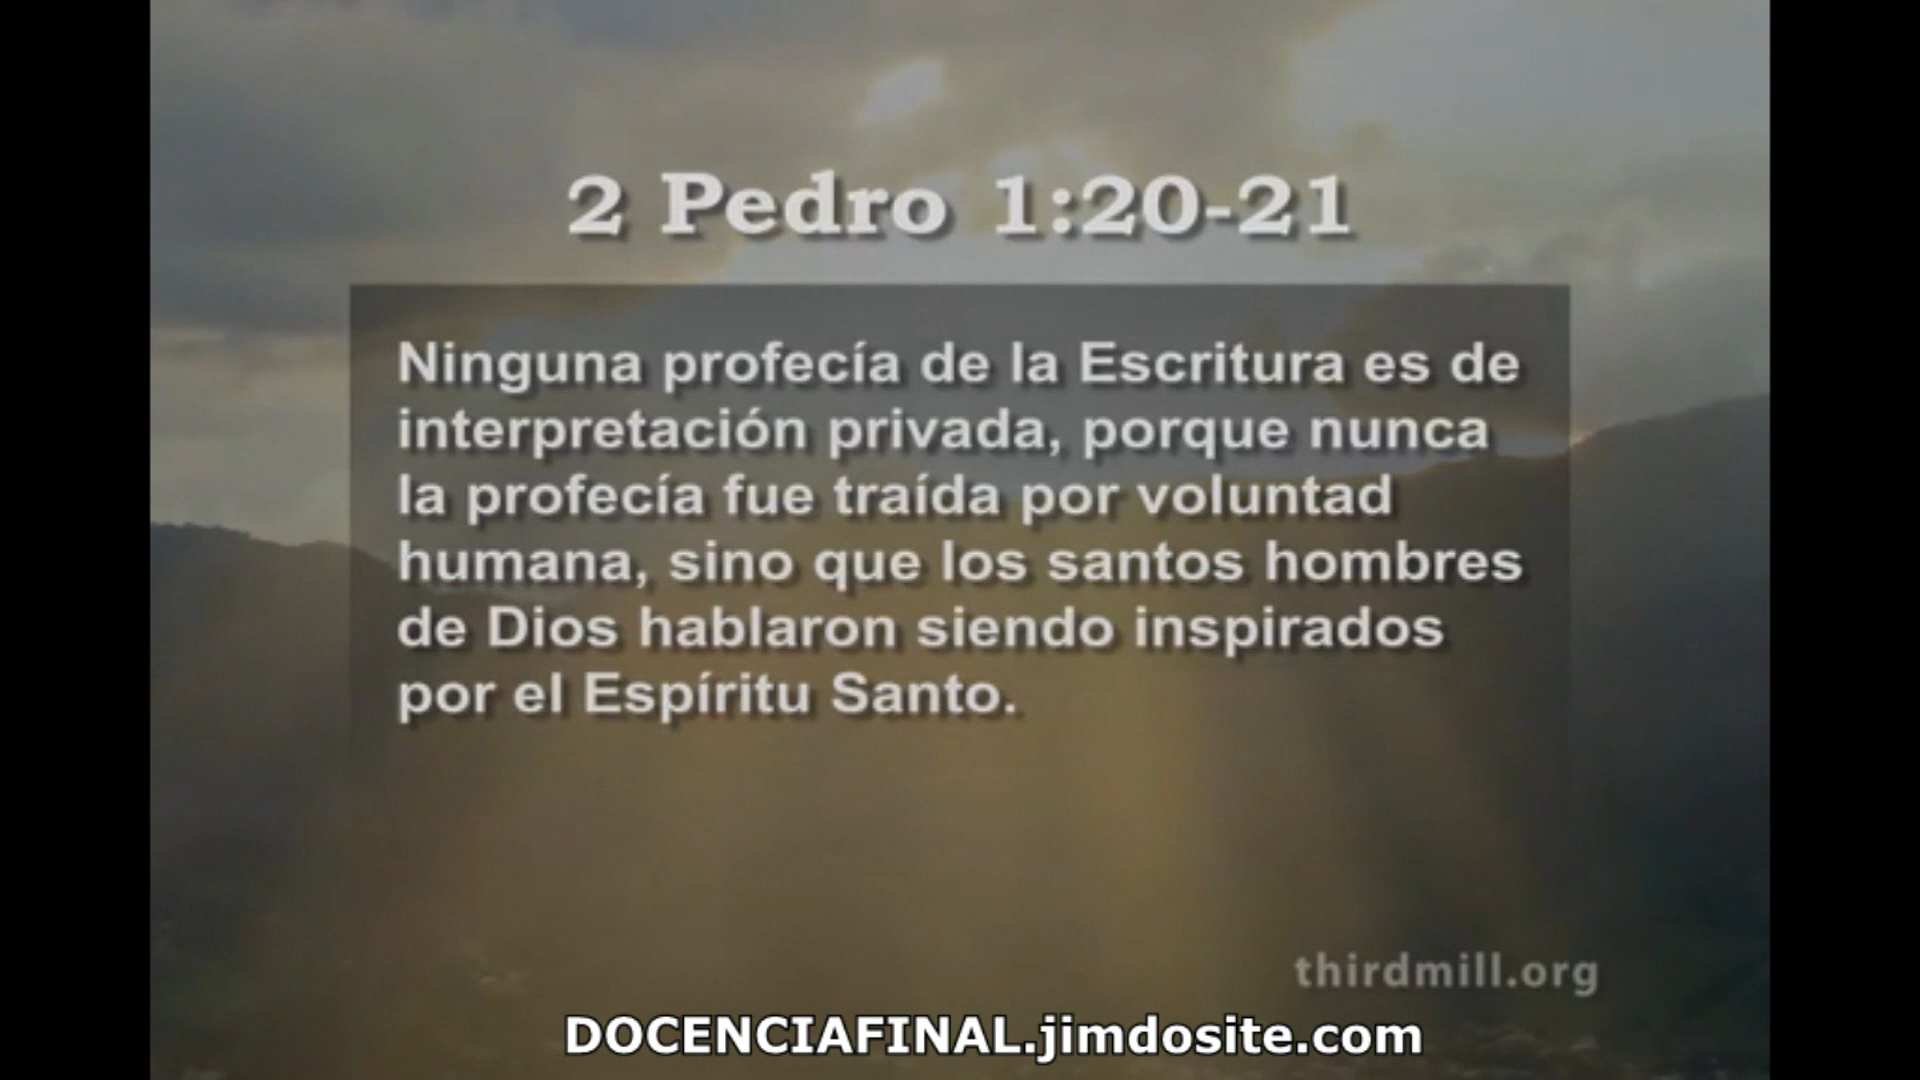 2 Pedro 1:20-21
Ninguna profecía de la Escritura es de
interpretación privada, porque nunca
la profecía fue traída por voluntad
humana, sino que los santos hombres
de Dios hablaron siendo inspirados
por el Espíritu Santo.
thirdmill.org
DOCENCIAFINAL.jimdosite.com